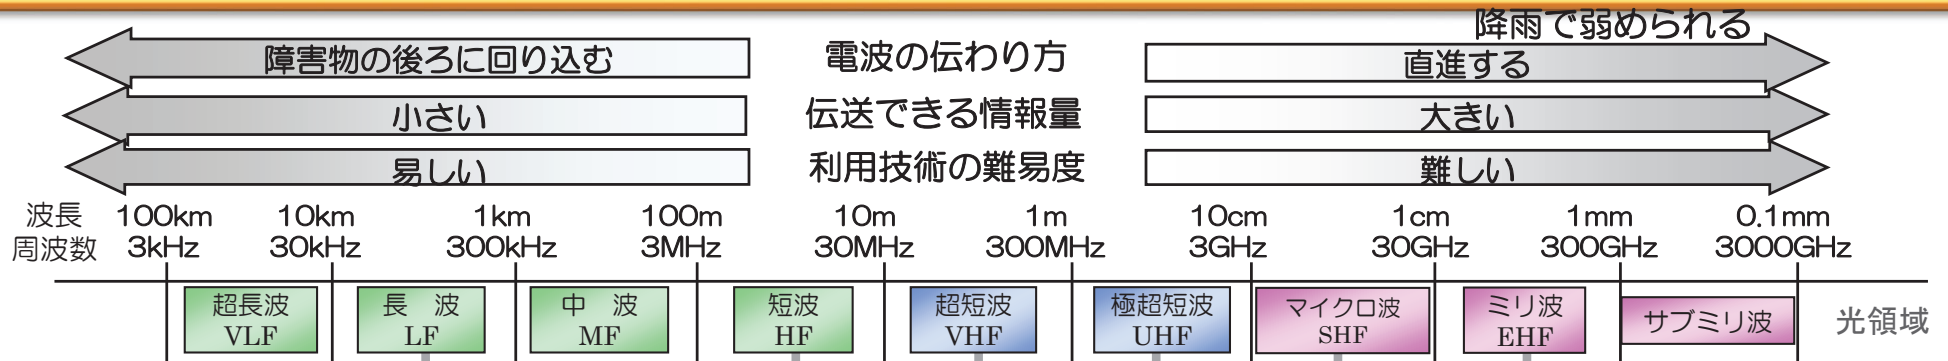 降雨で弱められる
障害物の後ろに回り込む 電波の伝わり方 直進する
小さい 伝送できる情報量 大きい
易しい 利用技術の難易度 難しい
波長 100km 10km 1km 100m 10m 1m 10cm 1cm 1mm 0.1mm
周波数 3kHz 30kHz 300kHz 3MHz 30MHz 300MHz 3GHz 30GHz 300GHz 3000GHz
超長波 長 波 中 波 短波 超短波 極超短波 マイクロ波 ミリ波 サブミリ波 光領域
VLF LF MF HF VHF UHF SHF EHF